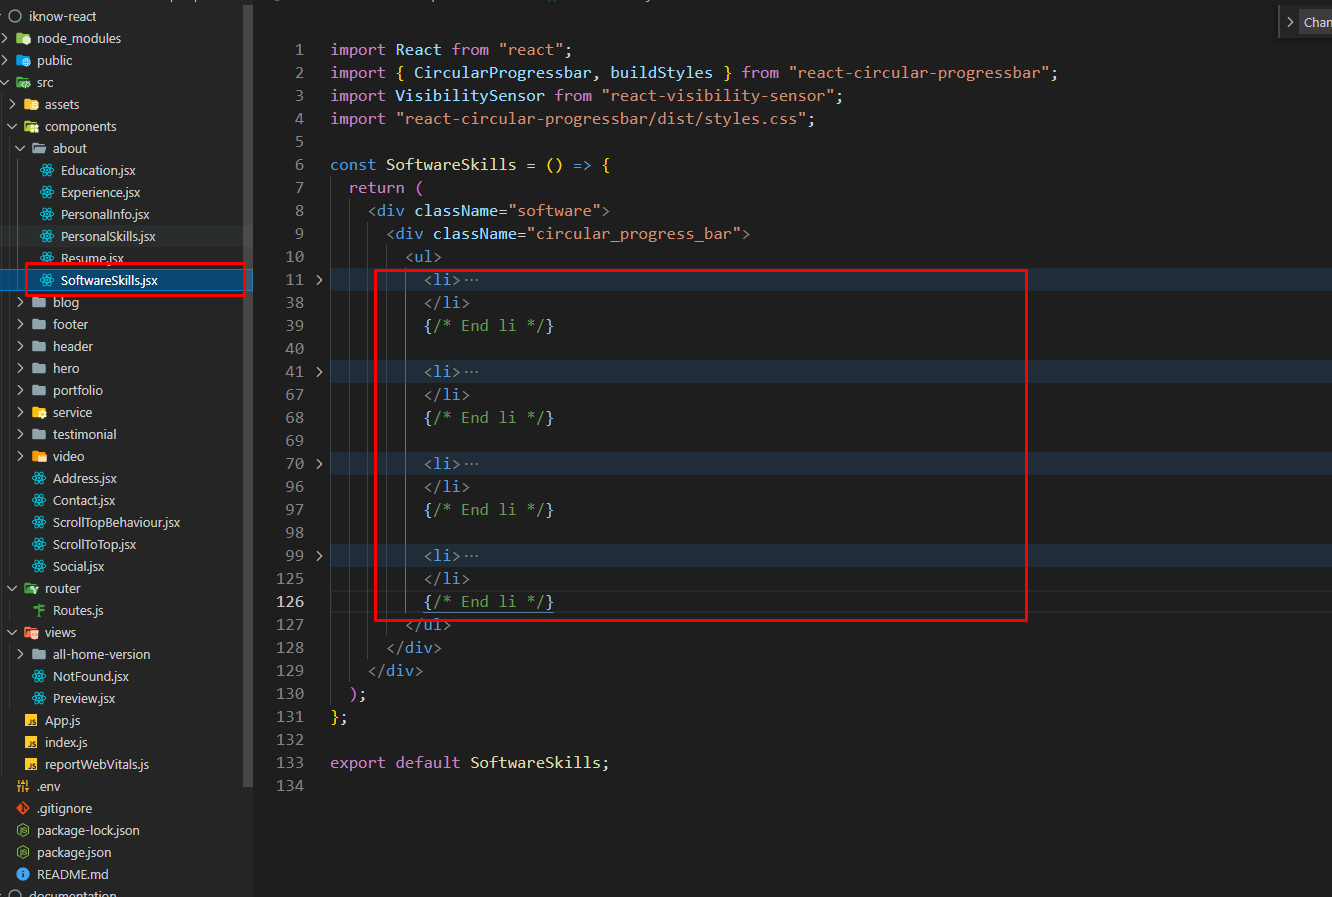 iknow-react
node_modules
public
src
assets
components
about
Education.jsx
Experience.jsx
PersonalInfo.jsx
PersonalSkills.jsx
Resume.jsx
SoftwareSkills.jsx
blog
footer
header
hero
portfolio
service
testimonial
video
Address.jsx
Contact.jsx
ScrollTopBehaviour.jsx
ScrollToTop.jsx
Social.jsx
router
Routes.js
views
all-home-version
NotFound.jsx
Preview.jsx
JS App.js
JS index.js
JS reportWebVitals.js
.env
.gitignore
package-lock.json
package.json
README.md
documentation
Chan
1 import React from "react";
2 import { CircularProgressbar, buildStyles } from "react-circular-progressbar";
3 import VisibilitySensor from "react-visibility-sensor";
4 import "react-circular-progressbar/dist/styles.css";
5
6 const SoftwareSkills = () => {
7 return (
8 <div className="software">
9 <div className="circular_progress_bar">
10 <ul>
11 > <li>···
38 </li>
39 {/* End li */}
40
41 > <li>···
67 </li>
68 {/* End li */}
69
70 > <li>···
96 </li>
97 {/* End li */}
98
99 > <li>···
125 </li>
126 {/* End li */}
127 </ul>
128 </div>
129 </div>
130 );
131 };
132
133 export default SoftwareSkills;
134